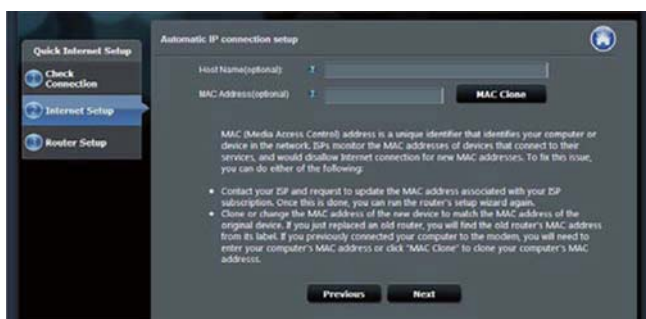 Quick Internet Setup
Check
Connection
Internet Setup
Router Setup
Automatic IP connection setup
Host Name(optional):
MAC Address(optional)
MAC Clone
MAC (Media Access Control) address is a unique identifier that identifies your computer or
device in the network. ISPs monitor the MAC addresses of devices that connect to their
services, and would disallow Internet connection for new MAC addresses. To fix this issue,
you can do either of the following:
• Contact your ISP and request to update the MAC address associated with your ISP
subscription. Once this is done, you can run the router's setup wizard again.
• Clone or change the MAC address of the new device to match the MAC address of the
original device. If you just replaced an old router, you will find the old router's MAC address
from its label. If you previously connected your computer to the modem, you will need to
enter your computer's MAC address or click "MAC Clone" to clone your computer's MAC
addresss.
Previous Next